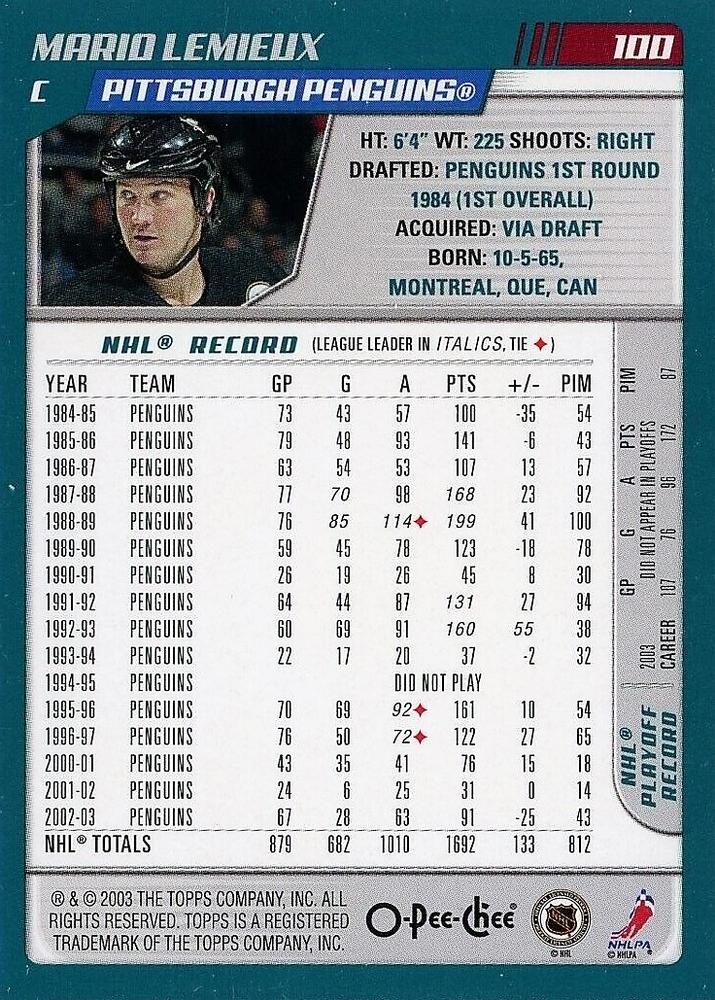 MARIO LEMIEUX
100
C
PITTSBURGH PENGUINS®
HT: 6'4" WT: 225 SHOOTS: RIGHT
DRAFTED: PENGUINS 1ST ROUND
1984 (1ST OVERALL)
ACQUIRED: VIA DRAFT
BORN: 10-5-65,
MONTREAL, QUE, CAN
NHL® RECORD (LEAGUE LEADER IN ITALICS, TIE ✦)
YEAR TEAM GP G A PTS +/- PIM
1984-85 PENGUINS 73 43 57 100 -35 54
1985-86 PENGUINS 79 48 93 141 -6 43
1986-87 PENGUINS 63 54 53 107 13 57
1987-88 PENGUINS 77 70 98 168 23 92
1988-89 PENGUINS 76 85 114✦ 199 41 100
1989-90 PENGUINS 59 45 78 123 -18 78
1990-91 PENGUINS 26 19 26 45 8 30
1991-92 PENGUINS 64 44 87 131 27 94
1992-93 PENGUINS 60 69 91 160 55 38
1993-94 PENGUINS 22 17 20 37 -2 32
1994-95 PENGUINS DID NOT PLAY
1995-96 PENGUINS 70 69 92✦ 161 10 54
1996-97 PENGUINS 76 50 72✦ 122 27 65
2000-01 PENGUINS 43 35 41 76 15 18
2001-02 PENGUINS 24 6 25 31 0 14
2002-03 PENGUINS 67 28 63 91 -25 43
NHL® TOTALS 879 682 1010 1692 133 812
NHL®
PLAYOFF
RECORD
GP G A PTS PIM
2003 DID NOT APPEAR IN PLAYOFFS
CAREER 107 76 96 172 87
® & © 2003 THE TOPPS COMPANY, INC. ALL
RIGHTS RESERVED. TOPPS IS A REGISTERED
TRADEMARK OF THE TOPPS COMPANY, INC.
O-Pee-Chee®
NHL
© NHL
NHLPA®
© NHLPA